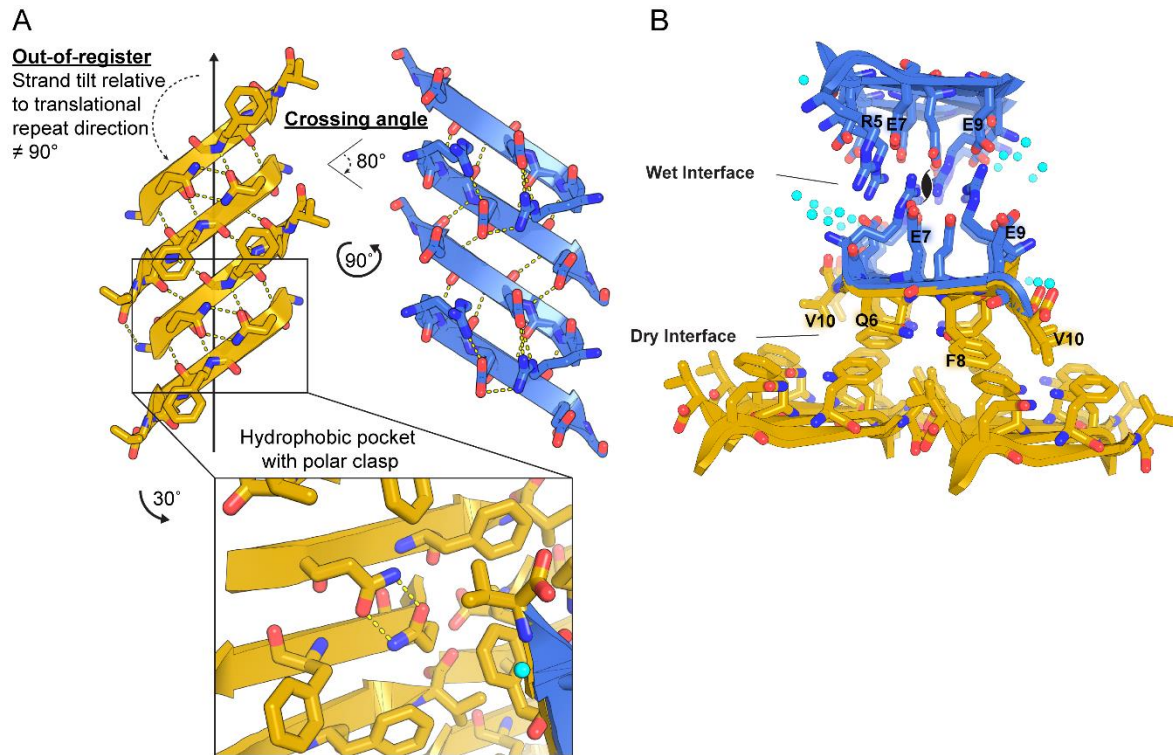 A
Out-of-register
Strand tilt relative
to translational
repeat direction
≠ 90°
Crossing angle
80°
90°
30°
Hydrophobic pocket
with polar clasp
B
R5
E7
E9
Wet Interface
E7
E9
V10
Q6
Dry Interface
F8
V10